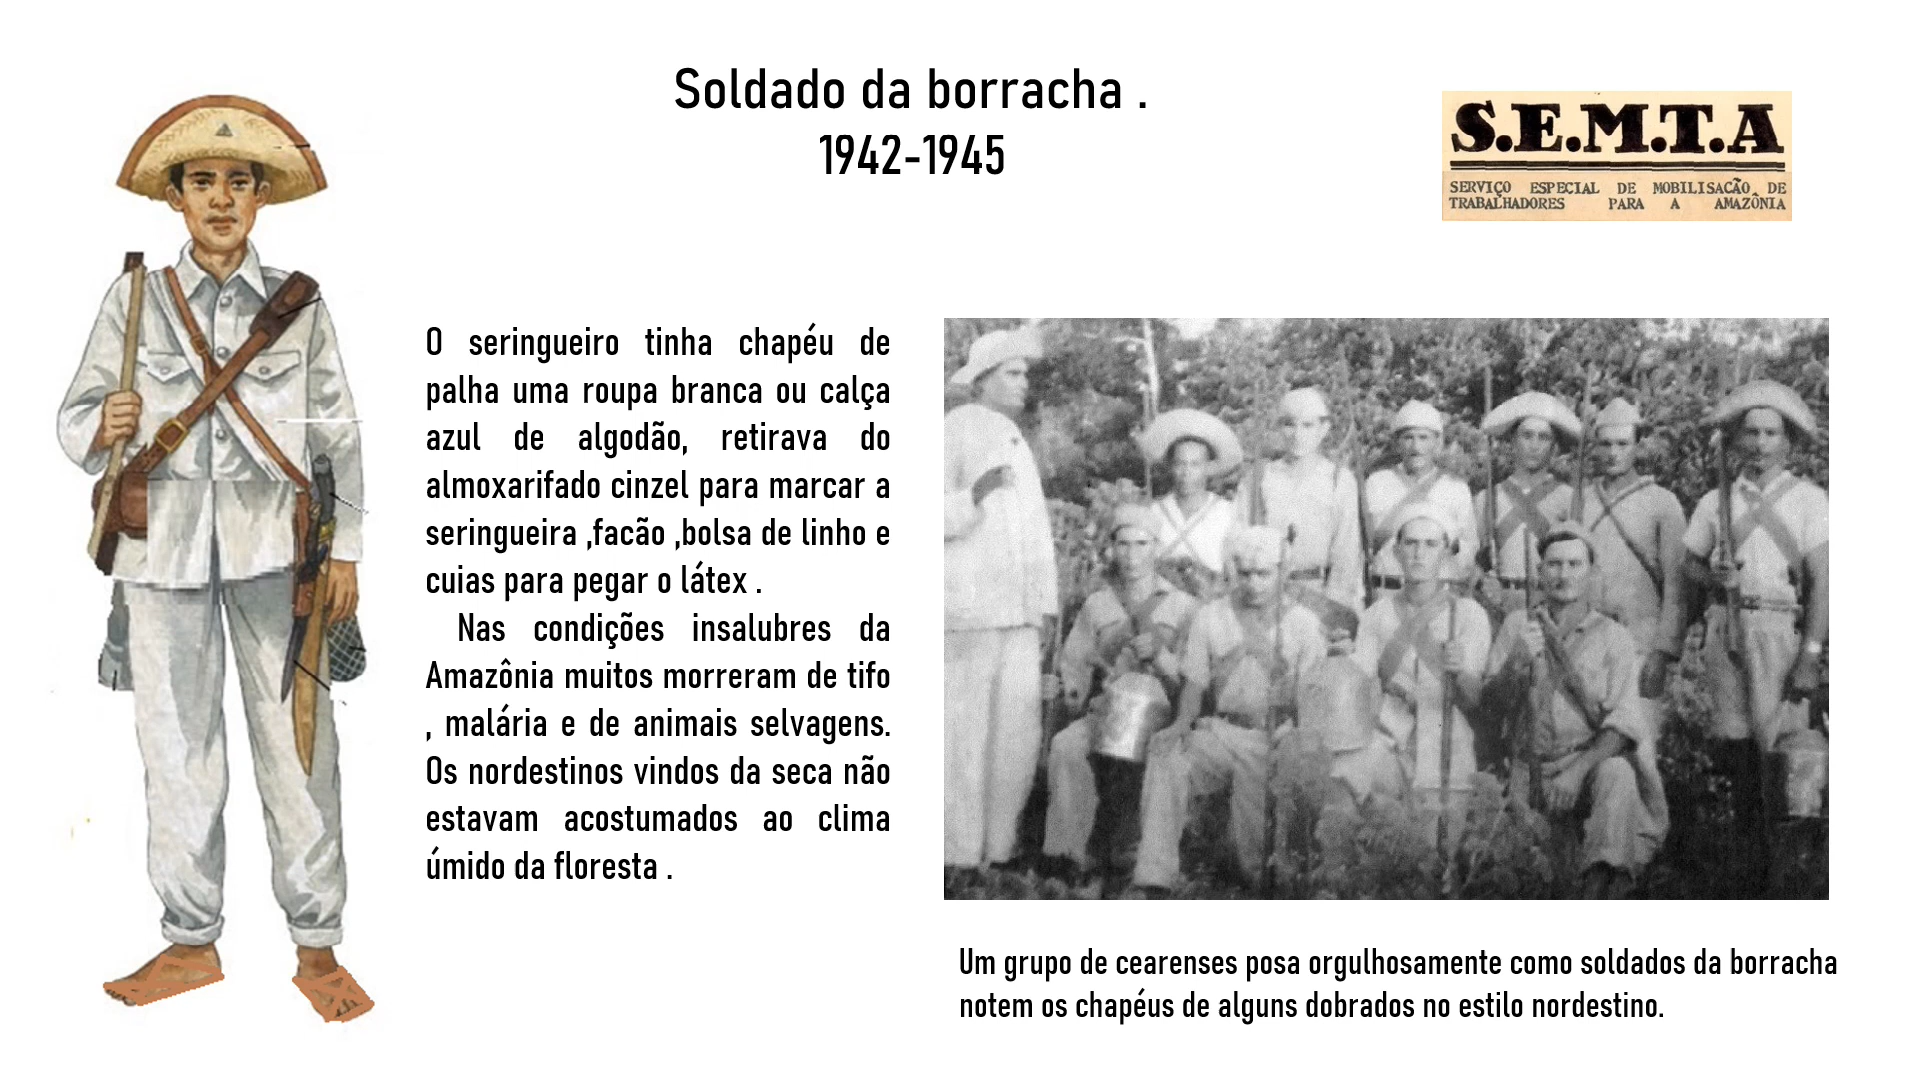 Soldado da borracha .
1942-1945
S.E.M.T.A
SERVIÇO ESPECIAL DE MOBILISACÃO DE
TRABALHADORES PARA A AMAZÔNIA
O seringueiro tinha chapéu de
palha uma roupa branca ou calça
azul de algodão, retirava do
almoxarifado cinzel para marcar a
seringueira ,facão ,bolsa de linho e
cuias para pegar o látex .
Nas condições insalubres da
Amazônia muitos morreram de tifo
, malária e de animais selvagens.
Os nordestinos vindos da seca não
estavam acostumados ao clima
úmido da floresta .
Um grupo de cearenses posa orgulhosamente como soldados da borracha
notem os chapéus de alguns dobrados no estilo nordestino.